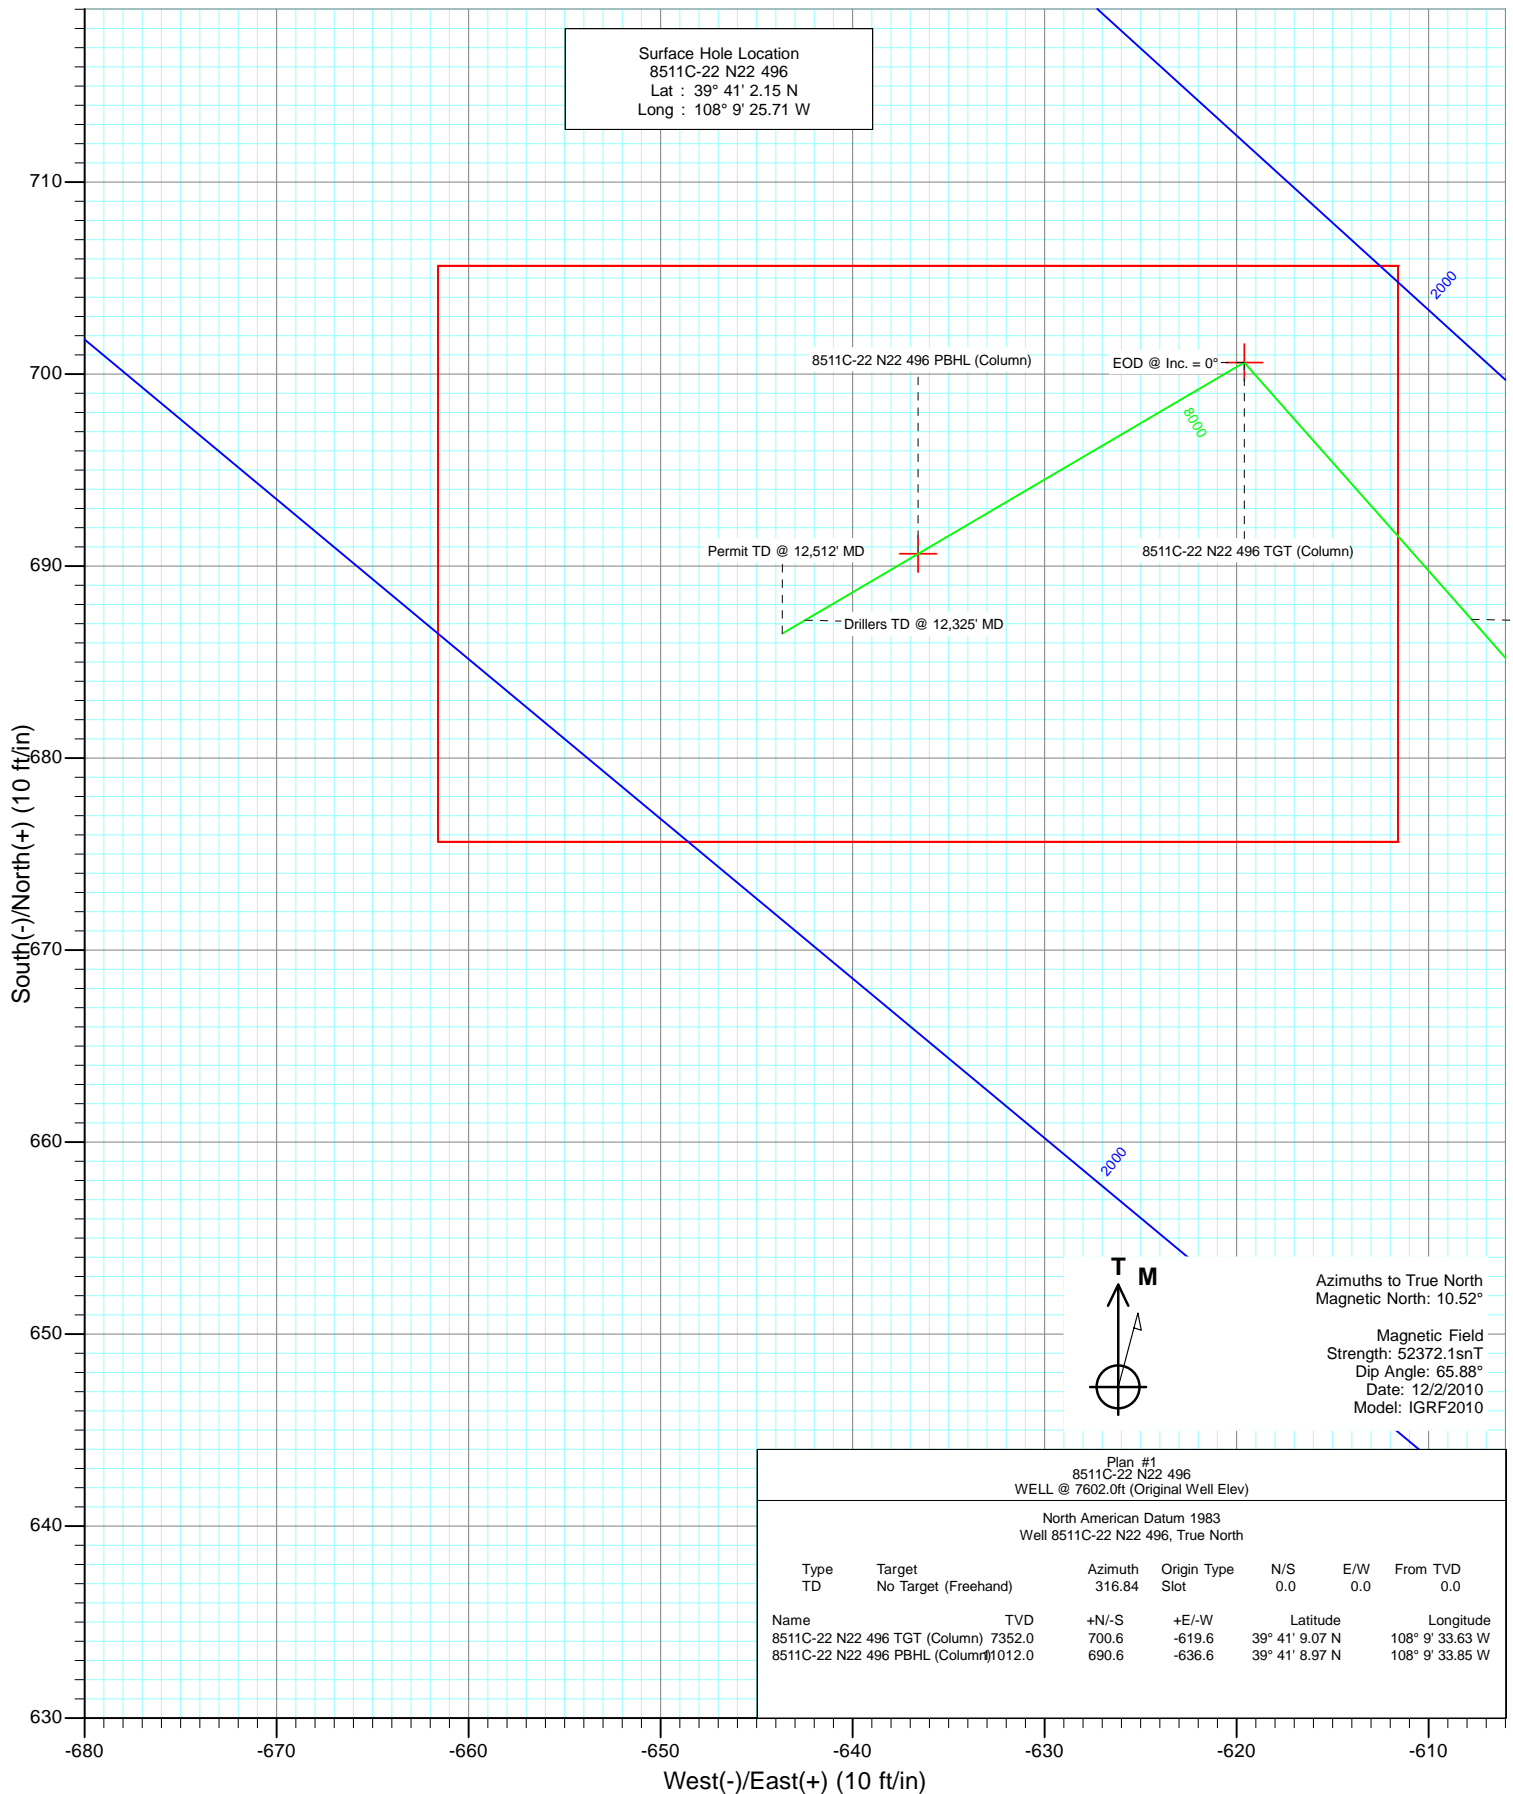 Surface Hole Location
8511C-22 N22 496
Lat : 39° 41' 2.15 N
Long : 108° 9' 25.71 W
710
2000
8511C-22 N22 496 PBHL (Column)
EOD @ Inc. = 0°
700
8000
Permit TD @ 12,512' MD
8511C-22 N22 496 TGT (Column)
690
Drillers TD @ 12,325' MD
680
South(-)/North(+) (10 ft/in)
670
660
2000
T M
Azimuths to True North
Magnetic North: 10.52°
Magnetic Field
Strength: 52372.1snT
Dip Angle: 65.88°
Date: 12/2/2010
Model: IGRF2010
650
Plan #1
8511C-22 N22 496
WELL @ 7602.0ft (Original Well Elev)
North American Datum 1983
Well 8511C-22 N22 496, True North
640
Type Target Azimuth Origin Type N/S E/W From TVD
TD No Target (Freehand) 316.84 Slot 0.0 0.0 0.0
Name TVD +N/-S +E/-W Latitude Longitude
8511C-22 N22 496 TGT (Column) 7352.0 700.6 -619.6 39° 41' 9.07 N 108° 9' 33.63 W
8511C-22 N22 496 PBHL (Column) 11012.0 690.6 -636.6 39° 41' 8.97 N 108° 9' 33.85 W
630
-680 -670 -660 -650 -640 -630 -620 -610
West(-)/East(+) (10 ft/in)